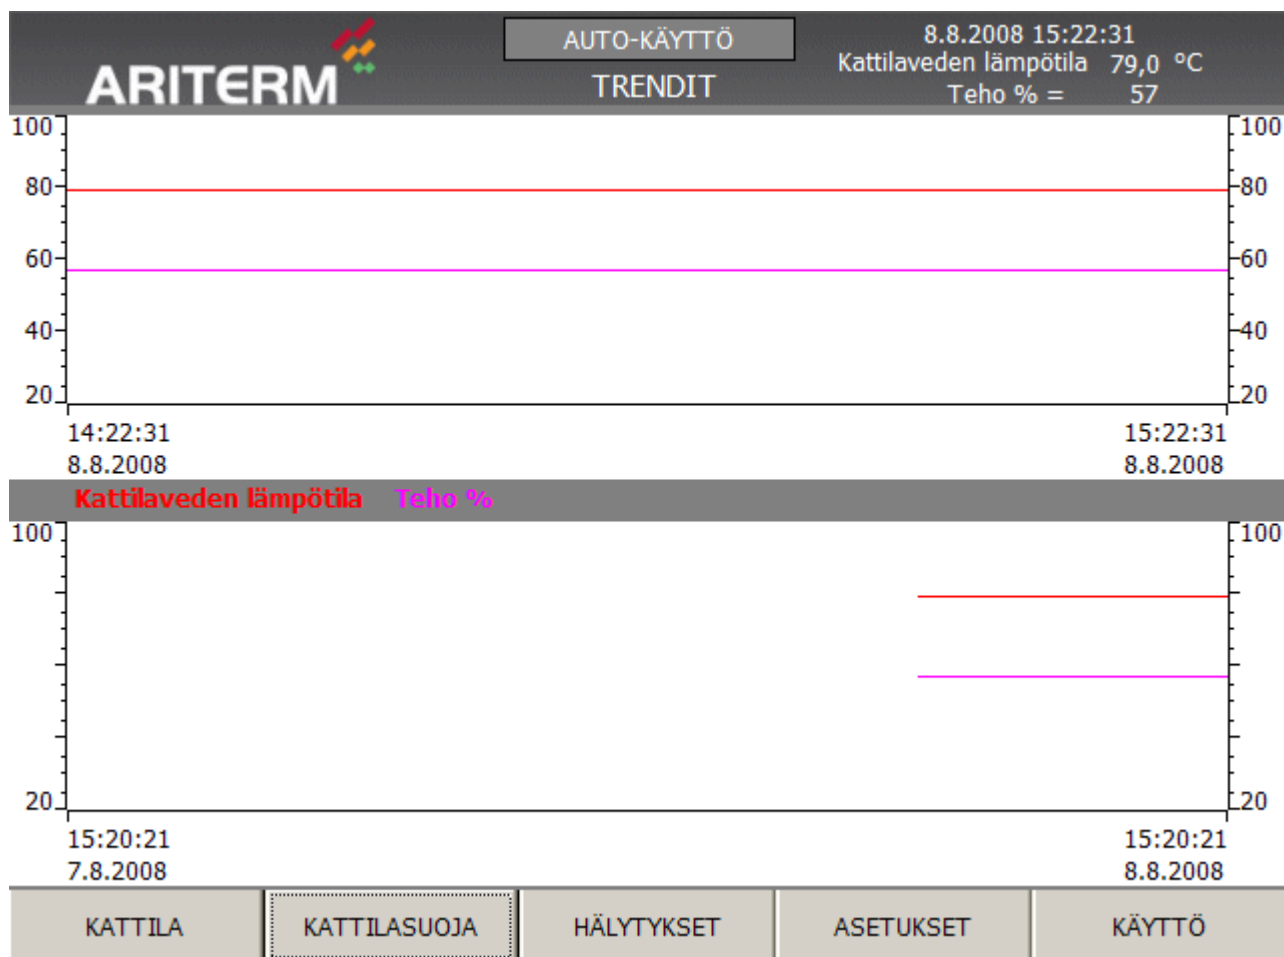 ARITERM
AUTO-KÄYTTÖ
TRENDIT
8.8.2008 15:22:31
Kattilaveden lämpötila 79,0 °C
Teho % = 57
100 100
80 80
60 60
40 40
20 20
14:22:31 15:22:31
8.8.2008 8.8.2008
Kattilaveden lämpötila Teho %
100 100
20 20
15:20:21 15:20:21
7.8.2008 8.8.2008
KATTILA KATTILASUOJA HÄLYTYKSET ASETUKSET KÄYTTÖ